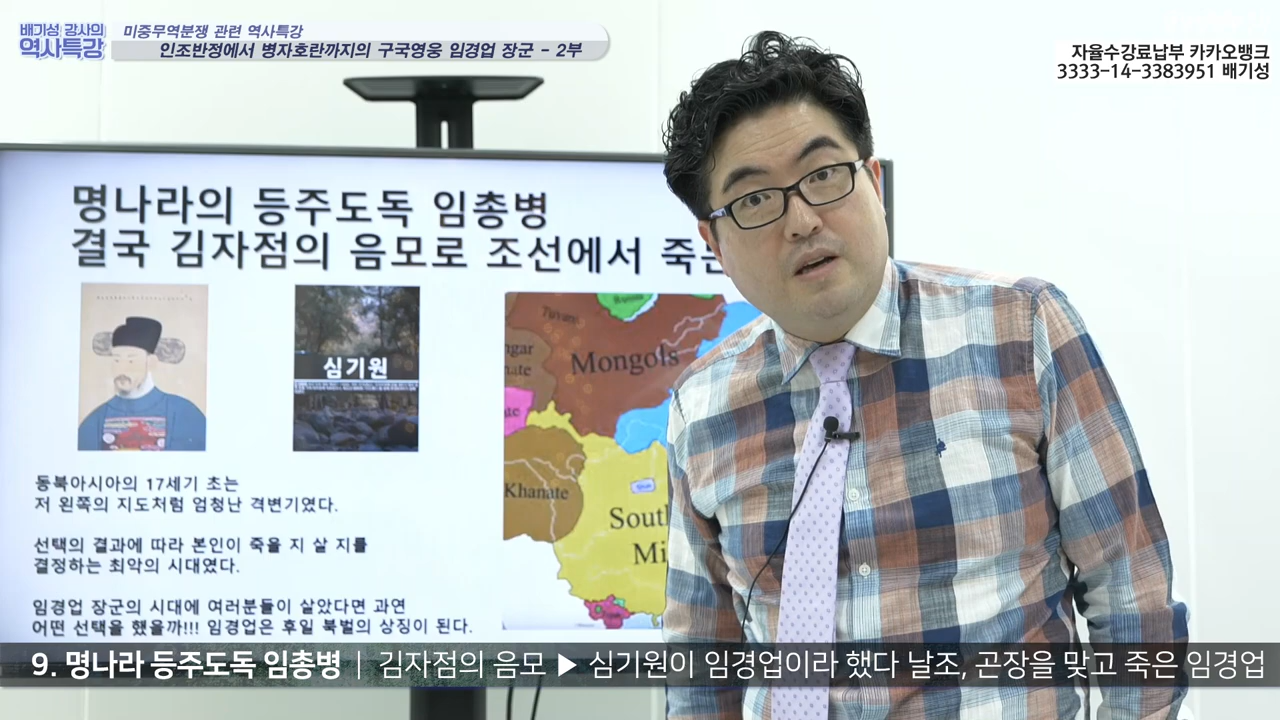 배기성 강사의
역사특강
미중무역분쟁 관련 역사특강
인조반정에서 병자호란까지의 구국영웅 임경업 장군 - 2부
자율수강료납부 카카오뱅크
3333-14-3383951 배기성
명나라의 등주도독 임총병
결국 김자점의 음모로 조선에서 죽는
심기원
Tuvans
Mongols
Khanate
South
Mi
동북아시아의 17세기 초는
저 왼쪽의 지도처럼 엄청난 격변기였다.
선택의 결과에 따라 본인이 죽을 지 살 지를
결정하는 최악의 시대였다.
임경업 장군의 시대에 여러분들이 살았다면 과연
어떤 선택을 했을까!!! 임경업은 후일 북벌의 상징이 된다.
9. 명나라 등주도독 임총병 | 김자점의 음모 ▶ 심기원이 임경업이라 했다 날조, 곤장을 맞고 죽은 임경업